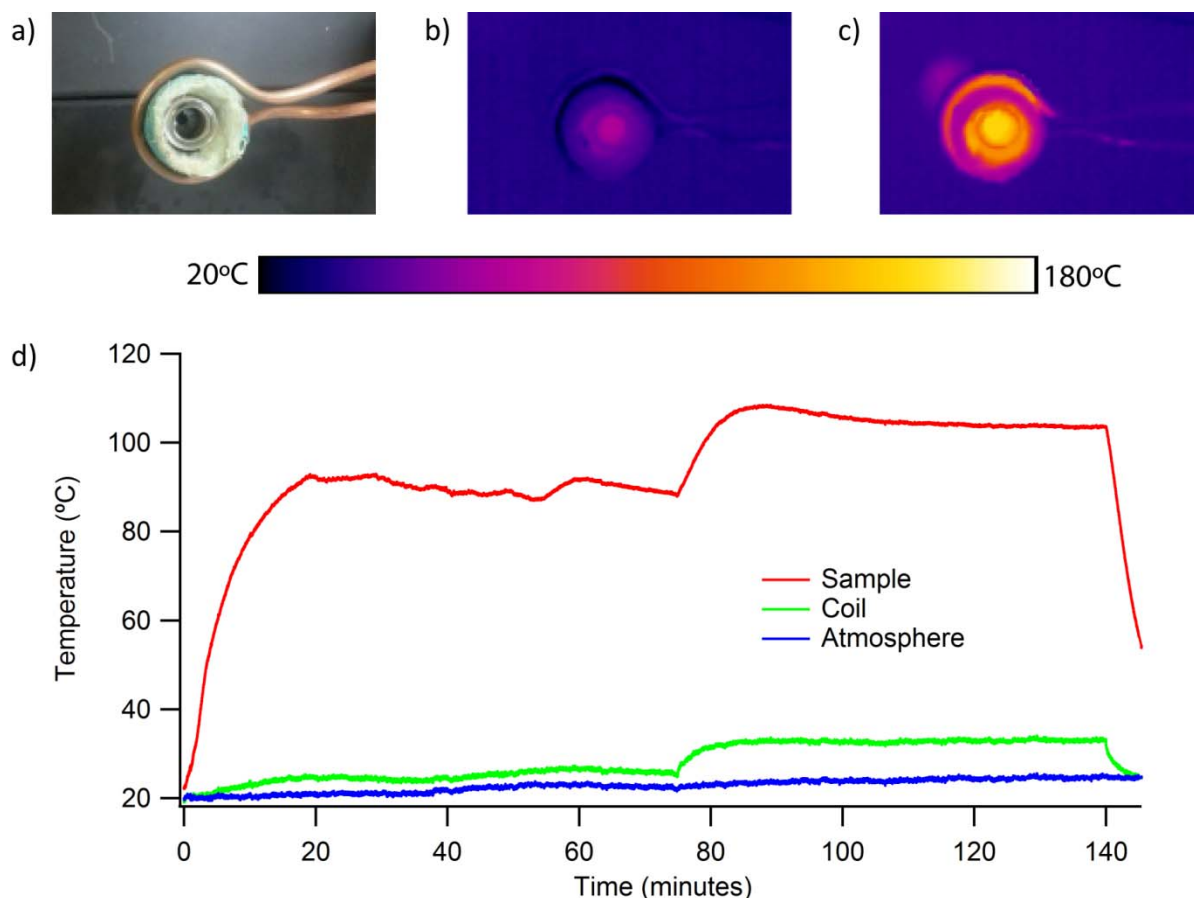 a)
b)
c)
20ºC
180ºC
d)
120
100
80
60
40
20
Temperature (ºC)
Sample
Coil
Atmosphere
0
20
40
60
80
100
120
140
Time (minutes)